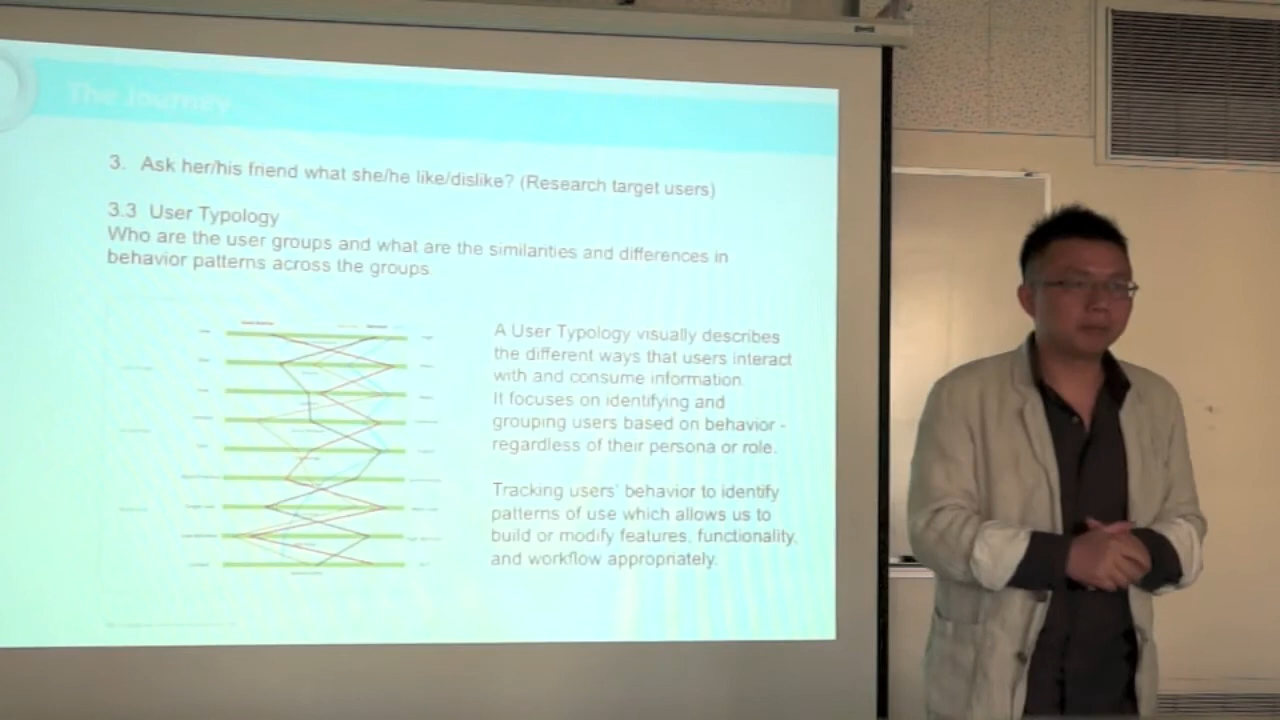 The Journey
3. Ask her/his friend what she/he like/dislike? (Research target users)
3.3 User Typology
Who are the user groups and what are the similarities and differences in
behavior patterns across the groups.
A User Typology visually describes
the different ways that users interact
with and consume information.
It focuses on identifying and
grouping users based on behavior -
regardless of their persona or role.
Tracking users' behavior to identify
patterns of use which allows us to
build or modify features, functionality,
and workflow appropriately.